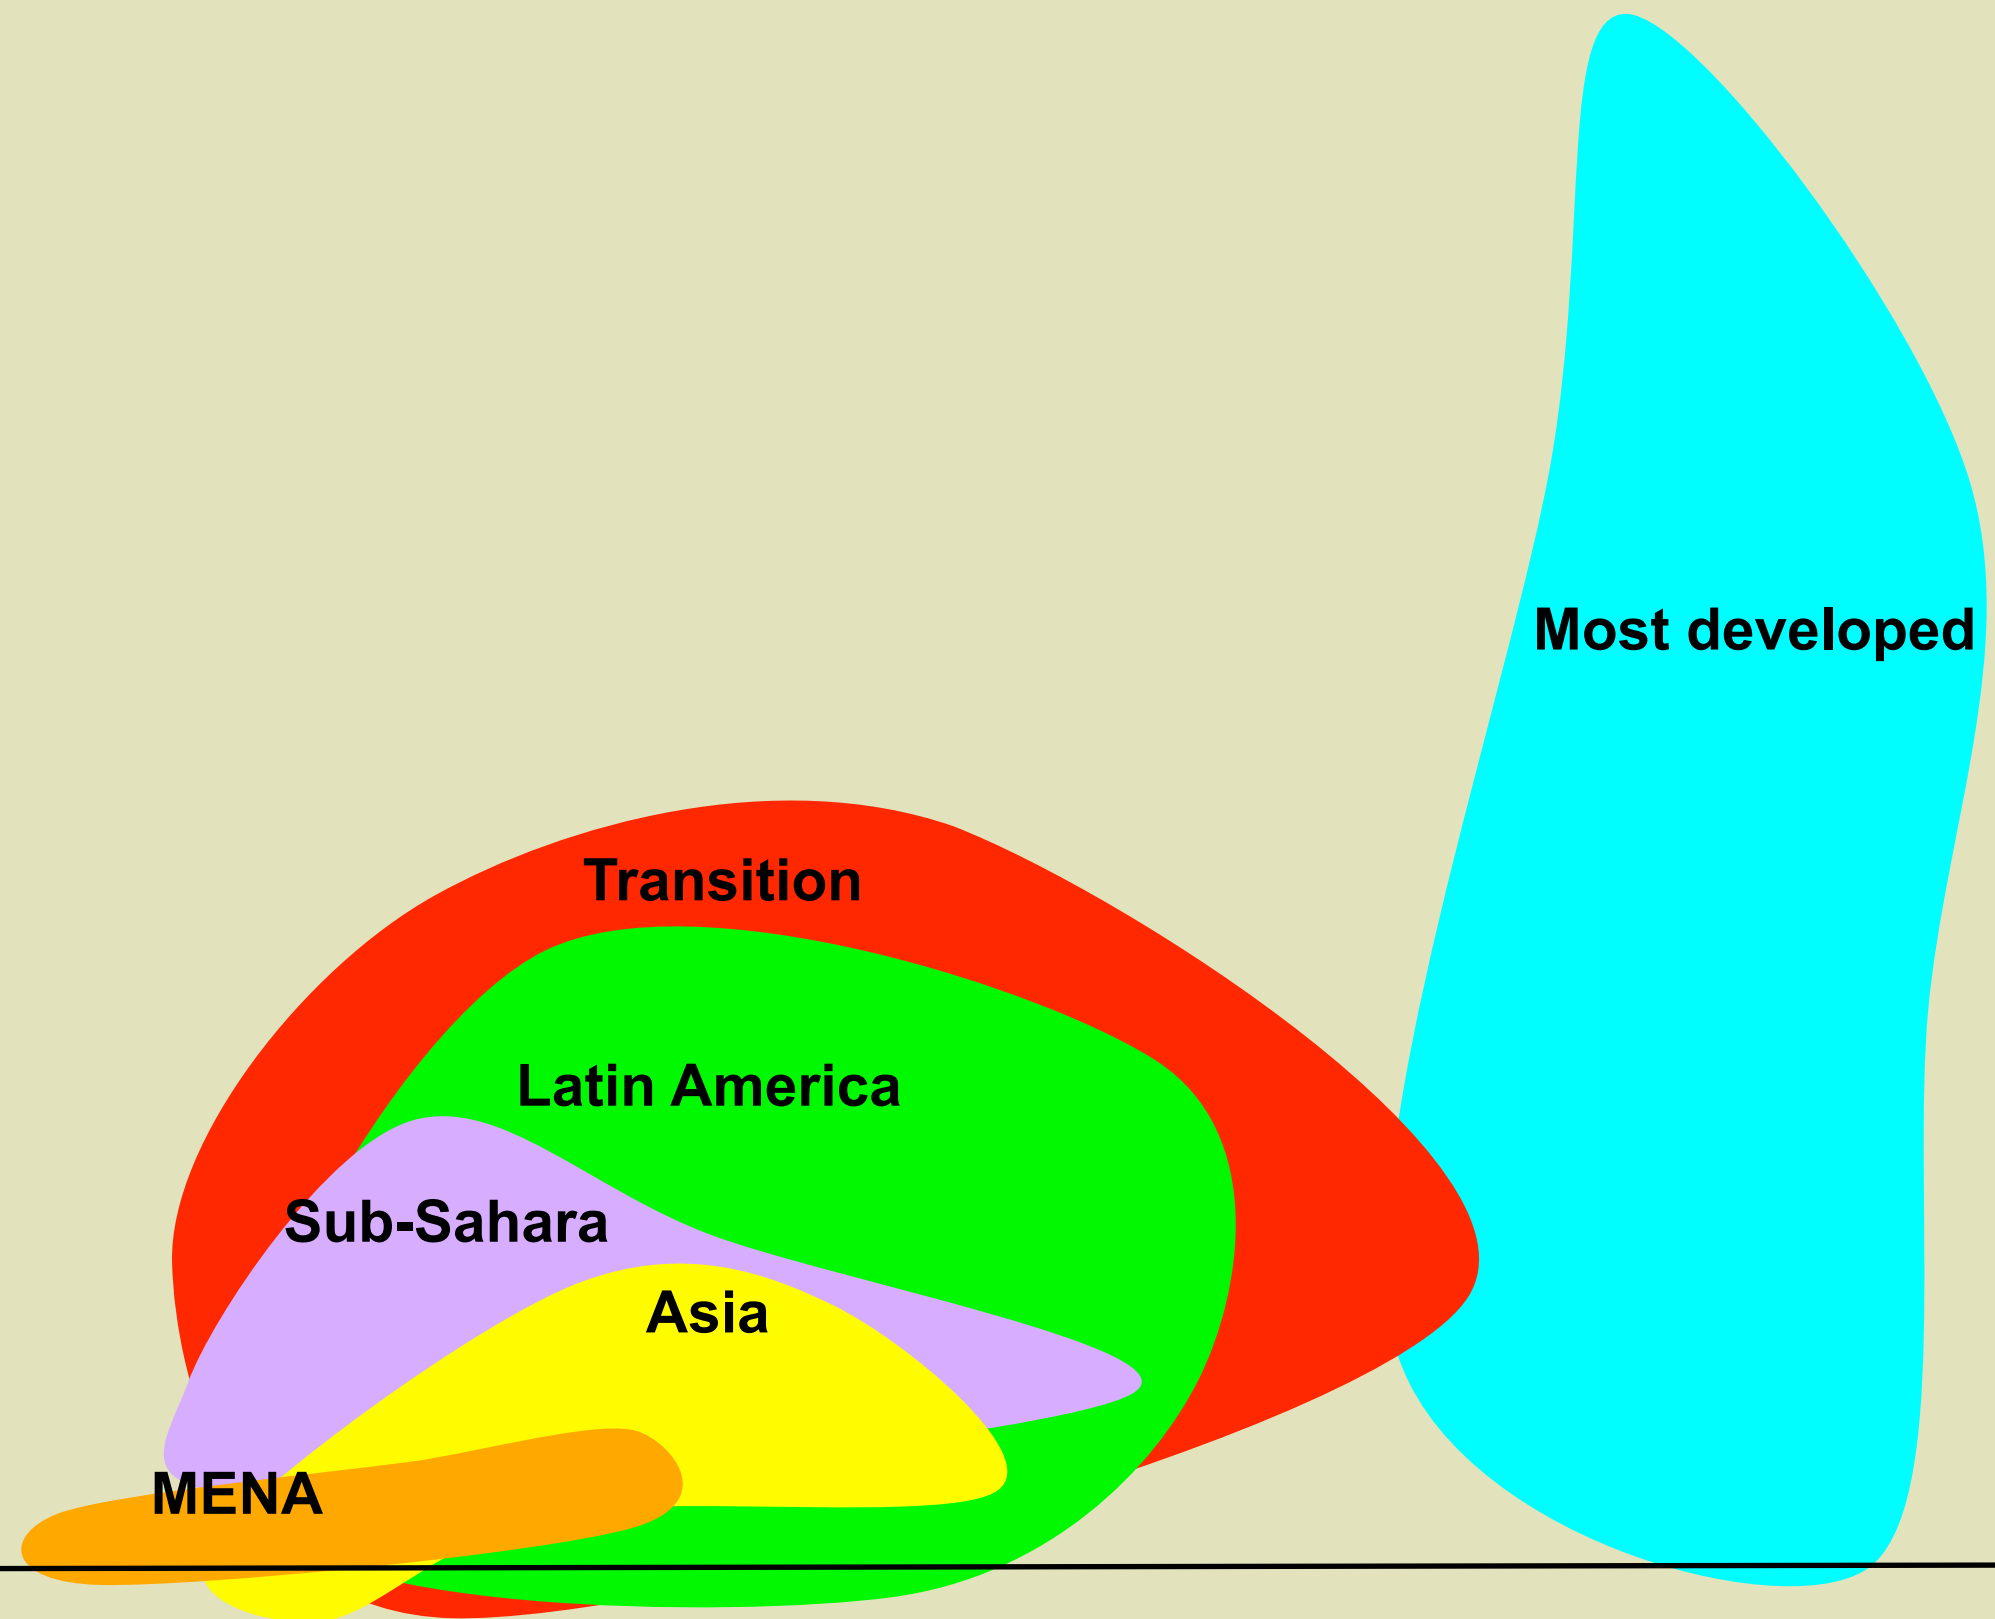 Most developed
Transition
Latin America
Sub-Sahara
Asia
MENA